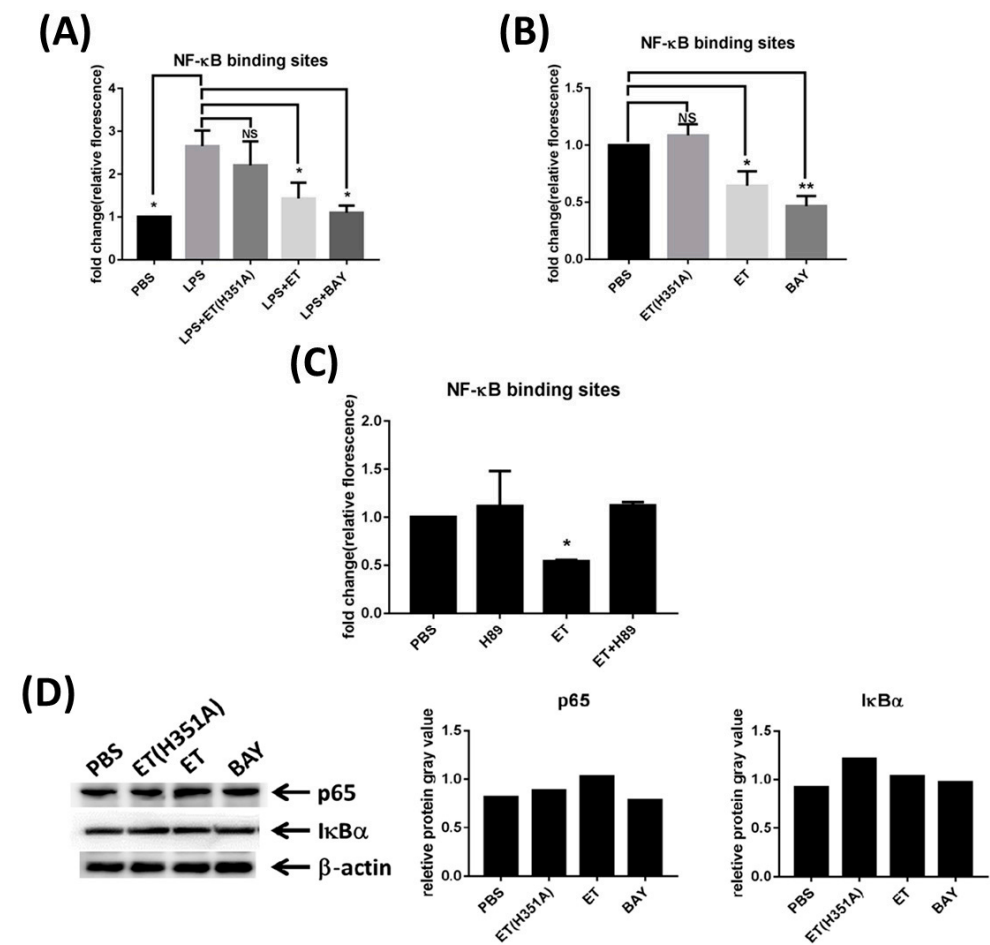 (A)
NF-κB binding sites
fold change(relative florescence)
4
3
2
1
0
*
NS
*
*
PBS
LPS
LPS+ET(H351A)
LPS+ET
LPS+BAY
(B)
NF-κB binding sites
fold change(relative florescence)
1.5
1.0
0.5
0.0
NS
*
**
PBS
ET(H351A)
ET
BAY
(C)
NF-κB binding sites
fold change(relative florescence)
2.0
1.5
1.0
0.5
0.0
*
PBS
H89
ET
ET+H89
(D)
PBS
ET(H351A)
ET
BAY
p65
IκBα
β-actin
p65
reletive protein gray value
1.5
1.0
0.5
0.0
PBS
ET(H351A)
ET
BAY
IκBα
reletive protein gray value
1.5
1.0
0.5
0.0
PBS
ET(H351A)
ET
BAY